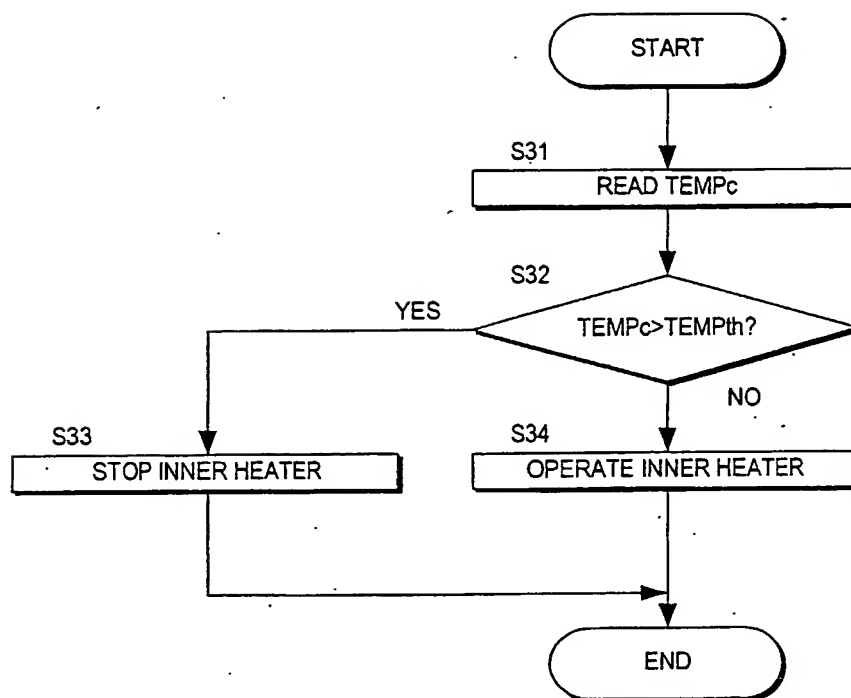 START
S31
READ TEMPc
S32
YES
TEMPc>TEMPth?
NO
S33
STOP INNER HEATER
S34
OPERATE INNER HEATER
END